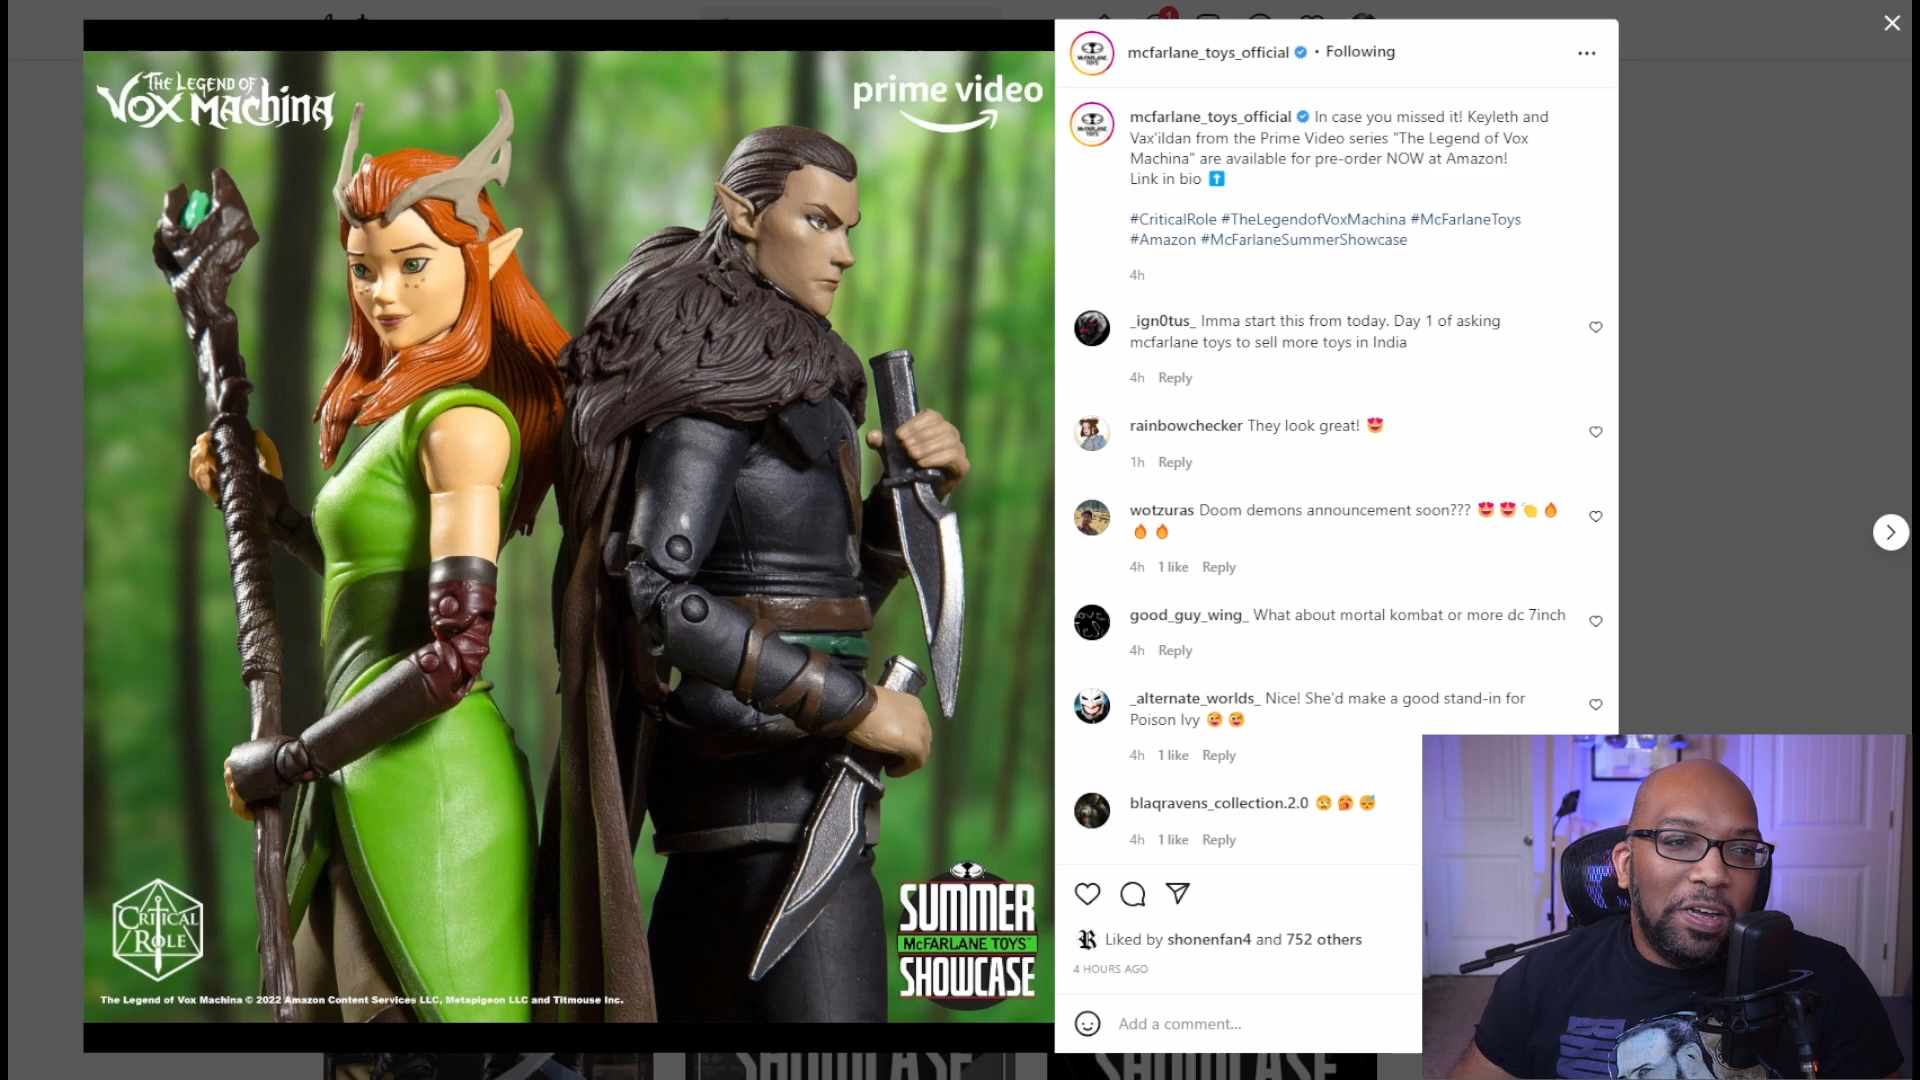 THE LEGEND OF
VOX MACHINA
prime video
CRITICAL
ROLE
SUMMER
McFARLANE TOYS™
SHOWCASE
The Legend of Vox Machina © 2022 Amazon Content Services LLC, Metapigeon LLC and Titmouse Inc.
1
mcfarlane_toys_official • Following
mcfarlane_toys_official In case you missed it! Keyleth and
Vax'ildan from the Prime Video series "The Legend of Vox
Machina" are available for pre-order NOW at Amazon!
Link in bio ⬆️
#CriticalRole #TheLegendofVoxMachina #McFarlaneToys
#Amazon #McFarlaneSummerShowcase
4h
_ign0tus_ Imma start this from today. Day 1 of asking
mcfarlane toys to sell more toys in India
4h Reply
rainbowchecker They look great! 😍
1h Reply
wotzuras Doom demons announcement soon??? 😍😍👏🔥
🔥🔥
4h 1 like Reply
good_guy_wing_ What about mortal kombat or more dc 7inch
4h Reply
_alternate_worlds_ Nice! She'd make a good stand-in for
Poison Ivy
4h 1 like Reply
blaqravens_collection.2.0
4h 1 like Reply
Liked by shonenfan4 and 752 others
4 HOURS AGO
Add a comment...